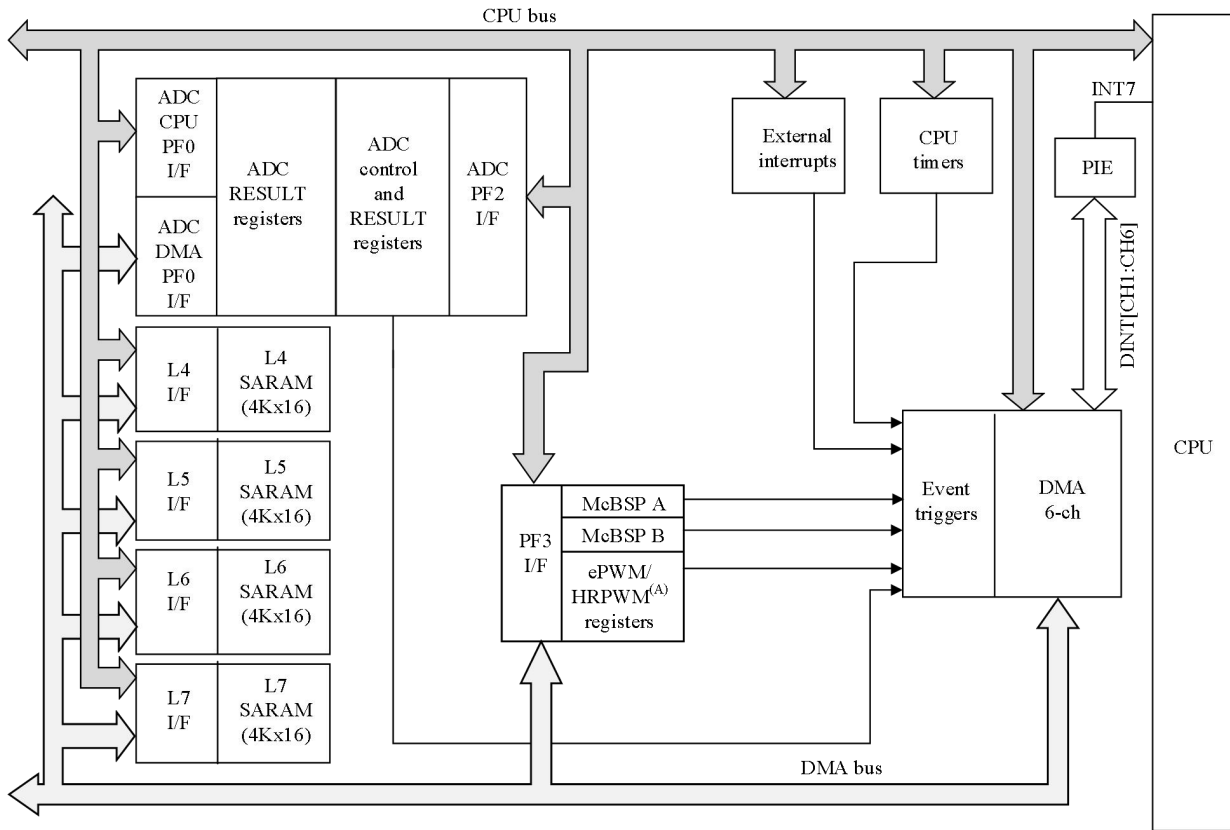 CPU bus
ADC
CPU
PF0
I/F
ADC
DMA
PF0
I/F
ADC
RESULT
registers
ADC
control
and
RESULT
registers
ADC
PF2
I/F
External
interrupts
CPU
timers
INT7
PIE
DINT[CH1:CH6]
CPU
L4
I/F
L4
SARAM
(4Kx16)
L5
I/F
L5
SARAM
(4Kx16)
L6
I/F
L6
SARAM
(4Kx16)
L7
I/F
L7
SARAM
(4Kx16)
PF3
I/F
McBSP A
McBSP B
ePWM/
HRPWM(A)
registers
Event
triggers
DMA
6-ch
DMA bus